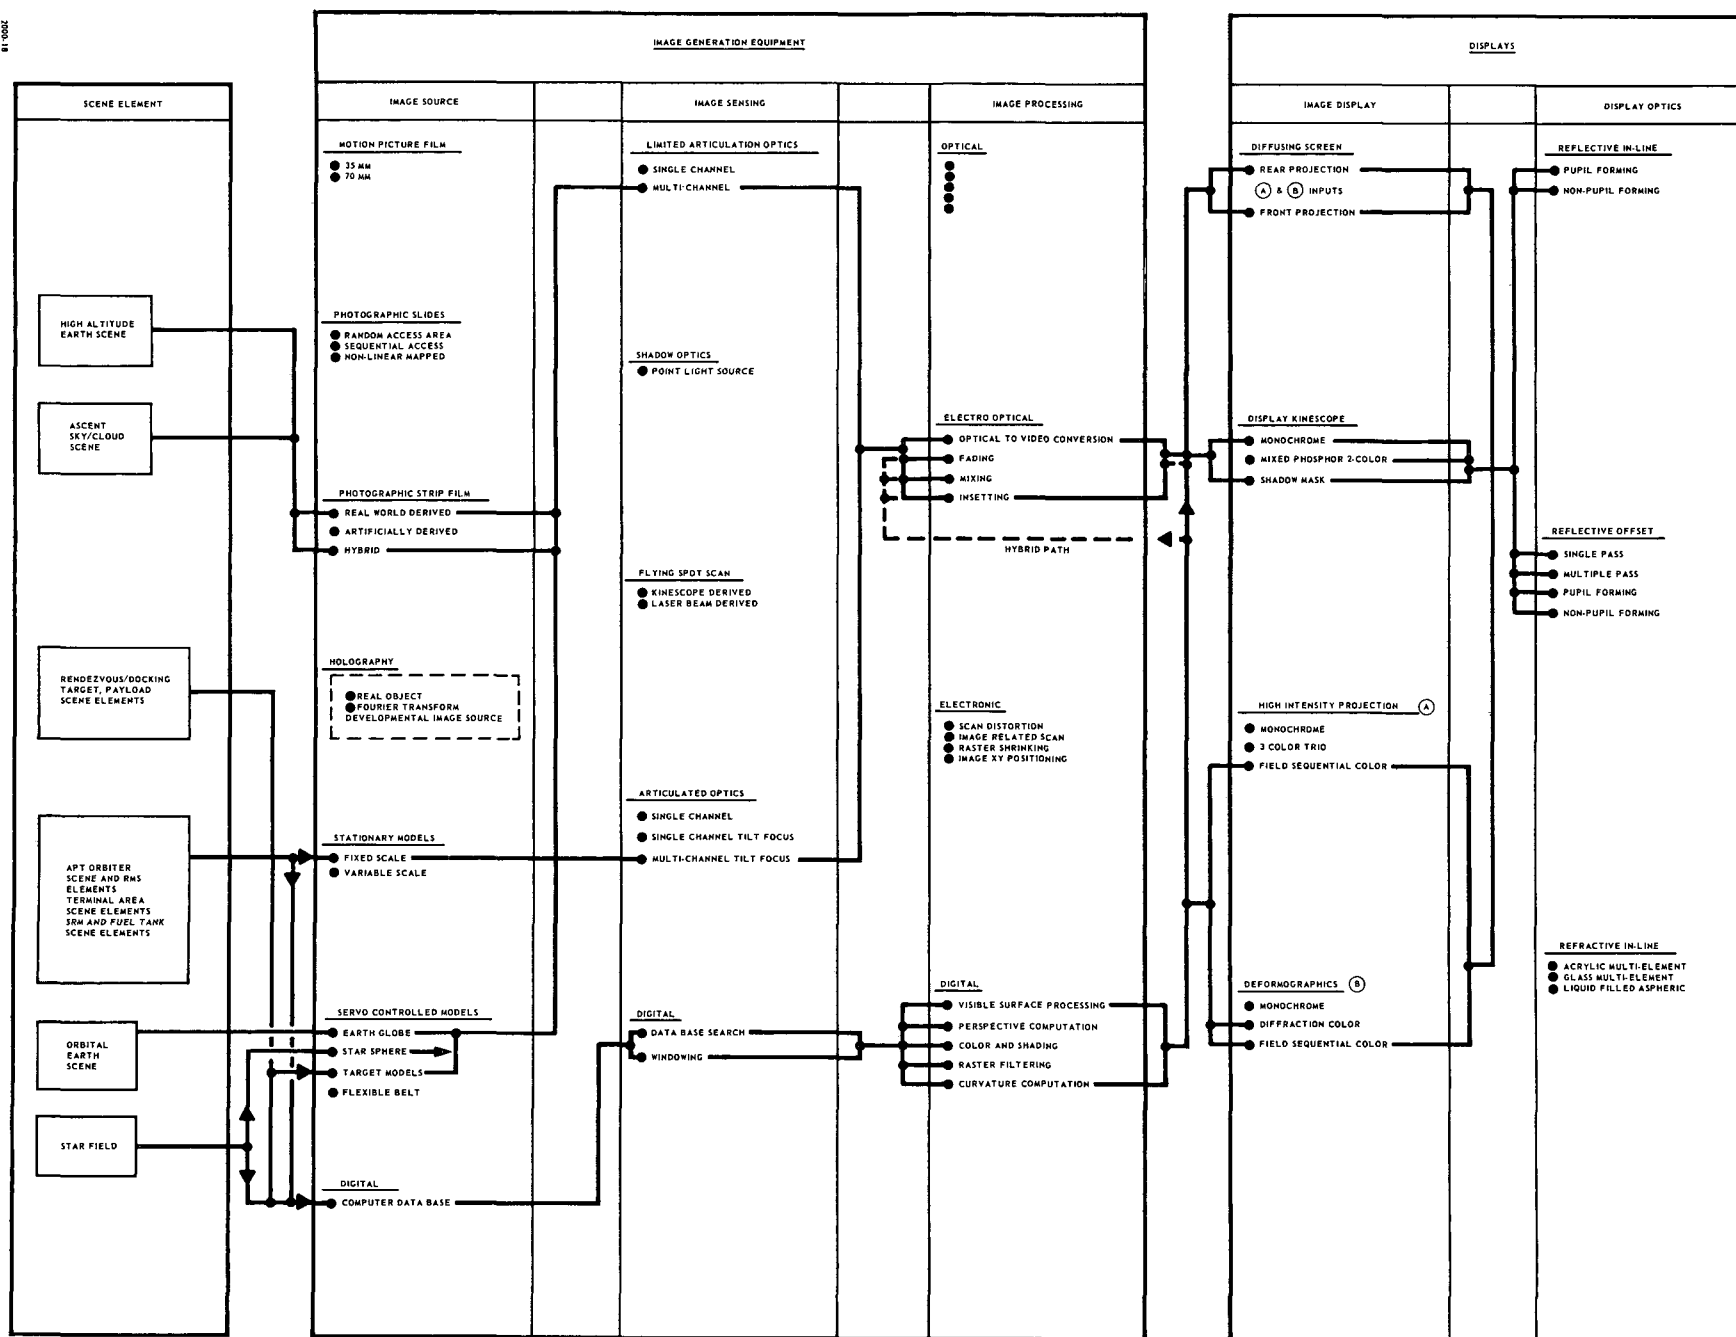 2000-18
IMAGE GENERATION EQUIPMENT
DISPLAYS
SCENE ELEMENT
IMAGE SOURCE
IMAGE SENSING
IMAGE PROCESSING
IMAGE DISPLAY
DISPLAY OPTICS
HIGH ALTITUDE
EARTH SCENE
ASCENT
SKY/CLOUD
SCENE
RENDEZVOUS/DOCKING
TARGET, PAYLOAD
SCENE ELEMENTS
APT ORBITER
SCENE AND RMS
ELEMENTS
TERMINAL AREA
SCENE ELEMENTS
SRM AND FUEL TANK
SCENE ELEMENTS
ORBITAL
EARTH
SCENE
STAR FIELD
MOTION PICTURE FILM
35 MM
70 MM
PHOTOGRAPHIC SLIDES
RANDOM ACCESS AREA
SEQUENTIAL ACCESS
NON-LINEAR MAPPED
PHOTOGRAPHIC STRIP FILM
REAL WORLD DERIVED
ARTIFICIALLY DERIVED
HYBRID
HOLOGRAPHY
REAL OBJECT
FOURIER TRANSFORM
DEVELOPMENTAL IMAGE SOURCE
STATIONARY MODELS
FIXED SCALE
VARIABLE SCALE
SERVO CONTROLLED MODELS
EARTH GLOBE
STAR SPHERE
TARGET MODELS
FLEXIBLE BELT
DIGITAL
COMPUTER DATA BASE
LIMITED ARTICULATION OPTICS
SINGLE CHANNEL
MULTI-CHANNEL
SHADOW OPTICS
POINT LIGHT SOURCE
FLYING SPOT SCAN
KINESCOPE DERIVED
LASER BEAM DERIVED
ARTICULATED OPTICS
SINGLE CHANNEL
SINGLE CHANNEL TILT FOCUS
MULTI-CHANNEL TILT FOCUS
DIGITAL
DATA BASE SEARCH
WINDOWING
OPTICAL
ELECTRO OPTICAL
OPTICAL TO VIDEO CONVERSION
FADING
MIXING
INSETTING
HYBRID PATH
ELECTRONIC
SCAN DISTORTION
IMAGE RELATED SCAN
RASTER SHRINKING
IMAGE XY POSITIONING
DIGITAL
VISIBLE SURFACE PROCESSING
PERSPECTIVE COMPUTATION
COLOR AND SHADING
RASTER FILTERING
CURVATURE COMPUTATION
DIFFUSING SCREEN
REAR PROJECTION
A & B INPUTS
FRONT PROJECTION
DISPLAY KINESCOPE
MONOCHROME
MIXED PHOSPHOR 2-COLOR
SHADOW MASK
HIGH INTENSITY PROJECTION A
MONOCHROME
3 COLOR TRIO
FIELD SEQUENTIAL COLOR
DEFORMOGRAPHICS B
MONOCHROME
DIFFRACTION COLOR
FIELD SEQUENTIAL COLOR
REFLECTIVE IN-LINE
PUPIL FORMING
NON-PUPIL FORMING
REFLECTIVE OFFSET
SINGLE PASS
MULTIPLE PASS
PUPIL FORMING
NON-PUPIL FORMING
REFRACTIVE IN-LINE
ACRYLIC MULTI-ELEMENT
GLASS MULTI-ELEMENT
LIQUID FILLED ASPHERIC